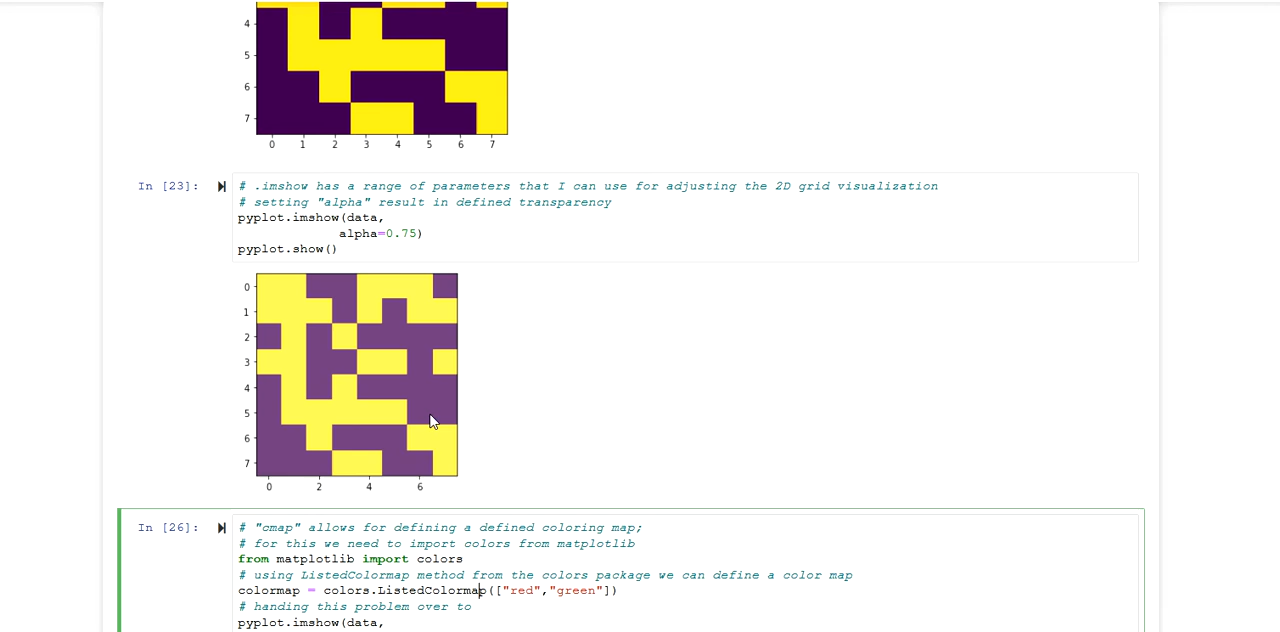 4
5
6
7
0 1 2 3 4 5 6 7
In [23]:
# .imshow has a range of parameters that I can use for adjusting the 2D grid visualization
# setting "alpha" result in defined transparency
pyplot.imshow(data,
alpha=0.75)
pyplot.show()
0
1
2
3
4
5
6
7
0 2 4 6
In [26]:
# "cmap" allows for defining a defined coloring map;
# for this we need to import colors from matplotlib
from matplotlib import colors
# using ListedColormap method from the colors package we can define a color map
colormap = colors.ListedColormap(["red","green"])
# handing this problem over to
pyplot.imshow(data,